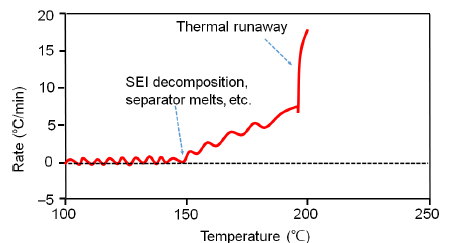 20
15
10
5
0
−5
Rate (°C/min)
Thermal runaway
SEI decomposition,
separator melts, etc.
100
150
200
250
Temperature (℃)